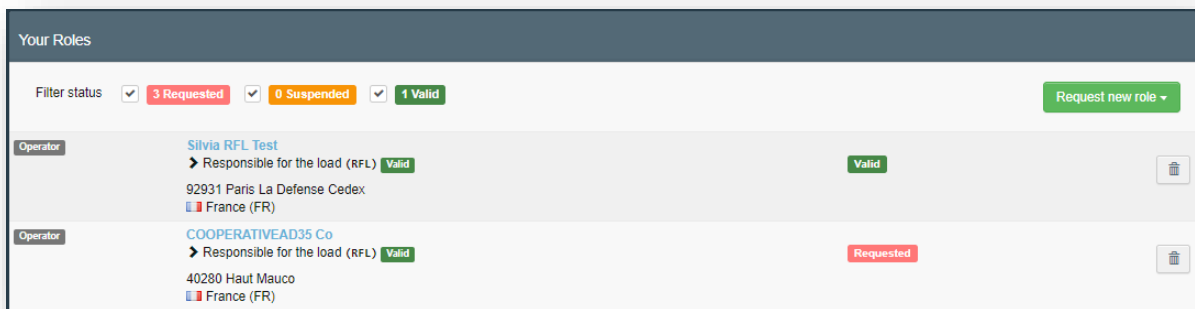 Your Roles
Filter status 3 Requested 0 Suspended 1 Valid Request new role
Operator Silvia RFL Test
Responsible for the load (RFL) Valid Valid
92931 Paris La Defense Cedex
France (FR)
Operator COOPERATIVEAD35 Co
Responsible for the load (RFL) Valid Requested
40280 Haut Mauco
France (FR)